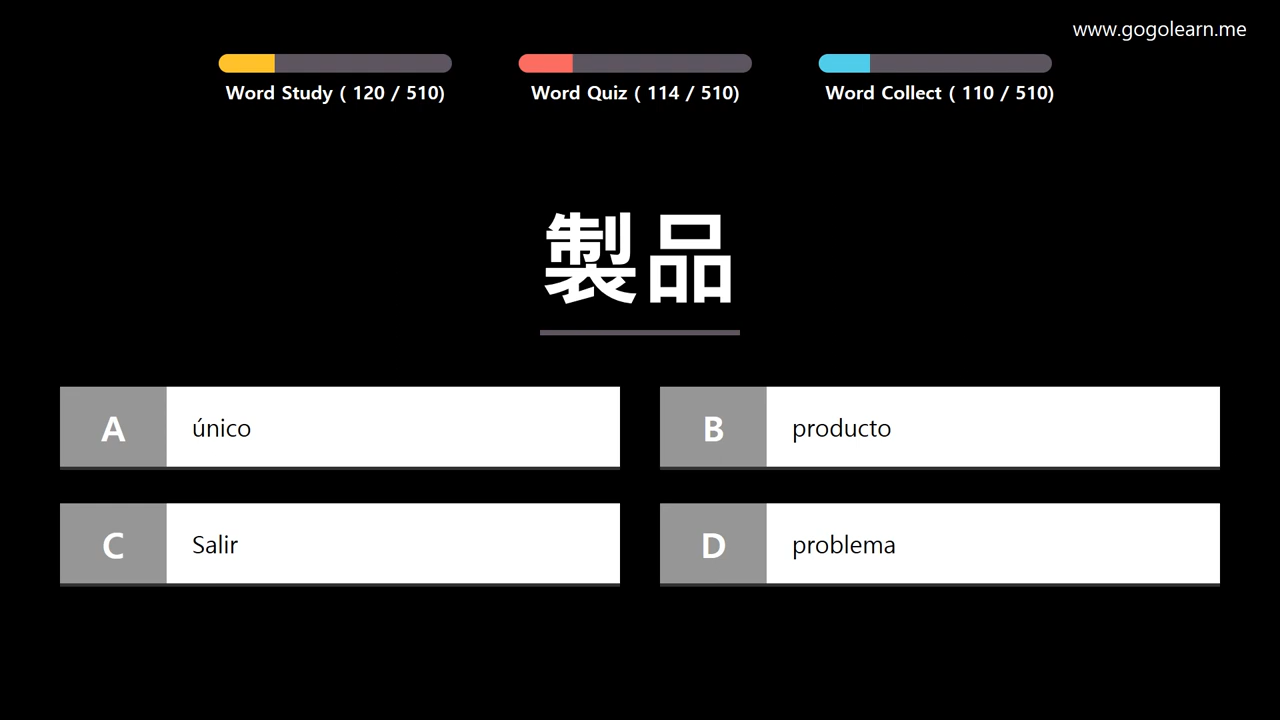 www.gogolearn.me
Word Study ( 120 / 510)
Word Quiz ( 114 / 510)
Word Collect ( 110 / 510)
製品
A único
B producto
C Salir
D problema